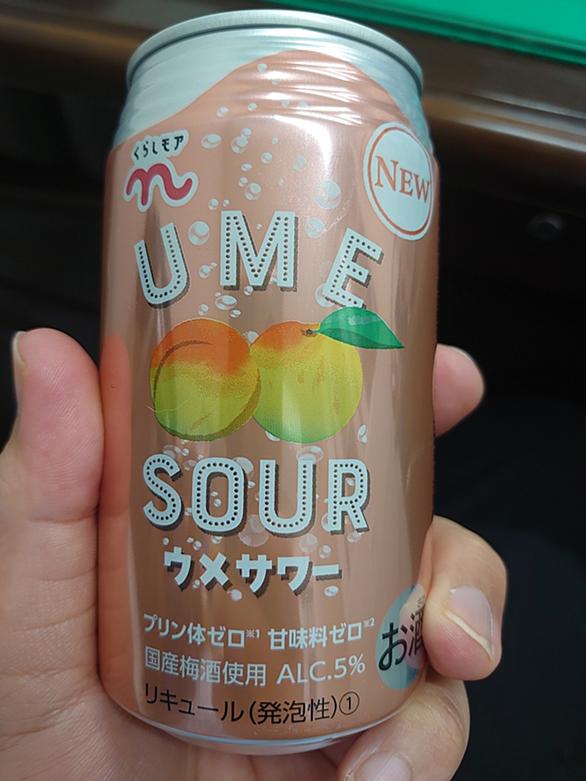 くらしモア
NEW
UME
SOUR
ウメサワー
プリン体ゼロ※1 甘味料ゼロ※2
国産梅酒使用 ALC.5%
お酒
リキュール(発泡性)①